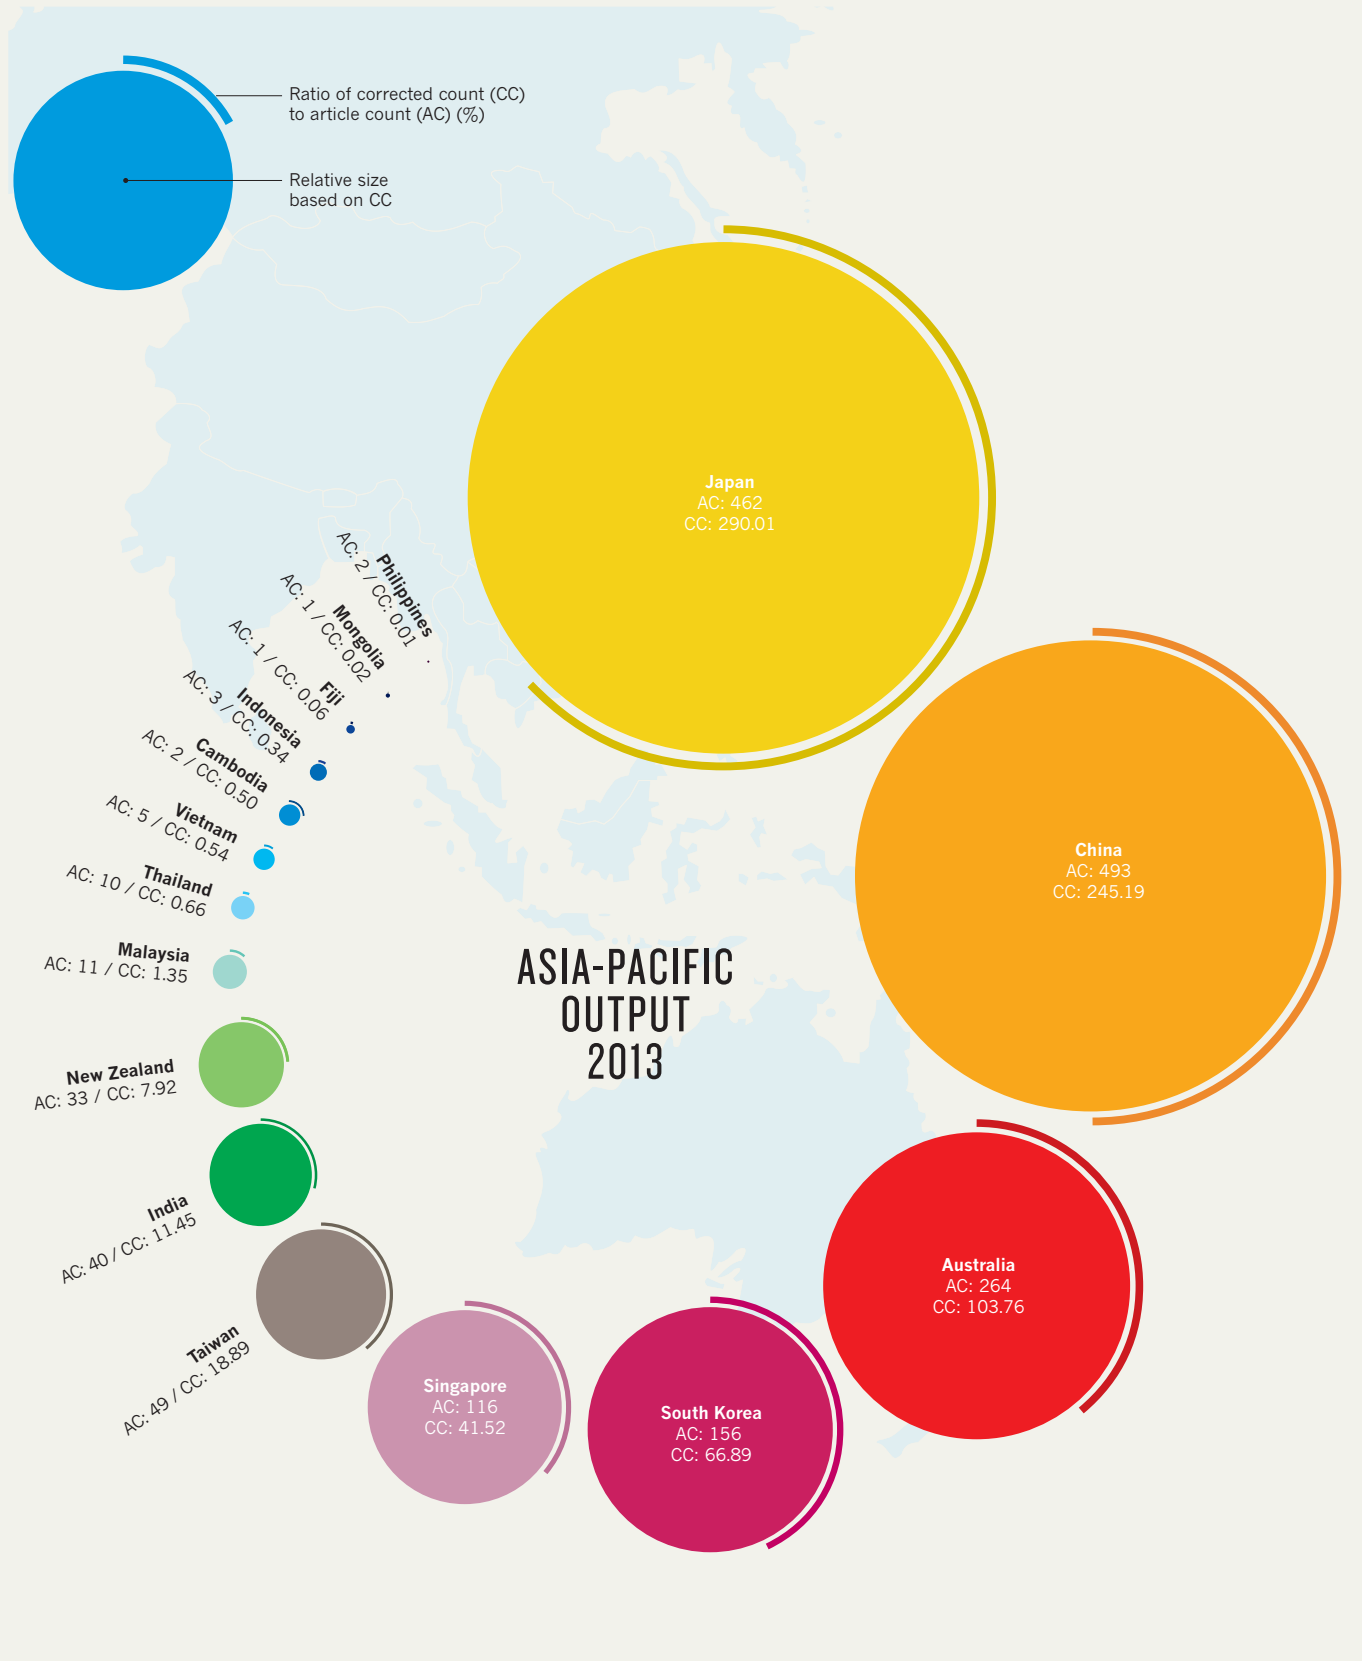 Ratio of corrected count (CC)
to article count (AC) (%)
Relative size
based on CC
Japan
AC: 462
CC: 290.01
China
AC: 493
CC: 245.19
Australia
AC: 264
CC: 103.76
South Korea
AC: 156
CC: 66.89
Singapore
AC: 116
CC: 41.52
Taiwan
AC: 49 / CC: 18.89
India
AC: 40 / CC: 11.45
New Zealand
AC: 33 / CC: 7.92
Malaysia
AC: 11 / CC: 1.35
Thailand
AC: 10 / CC: 0.66
Vietnam
AC: 5 / CC: 0.54
Cambodia
AC: 2 / CC: 0.50
Indonesia
AC: 3 / CC: 0.34
Fiji
AC: 1 / CC: 0.06
Mongolia
AC: 1 / CC: 0.02
Philippines
AC: 2 / CC: 0.01
ASIA-PACIFIC
OUTPUT
2013